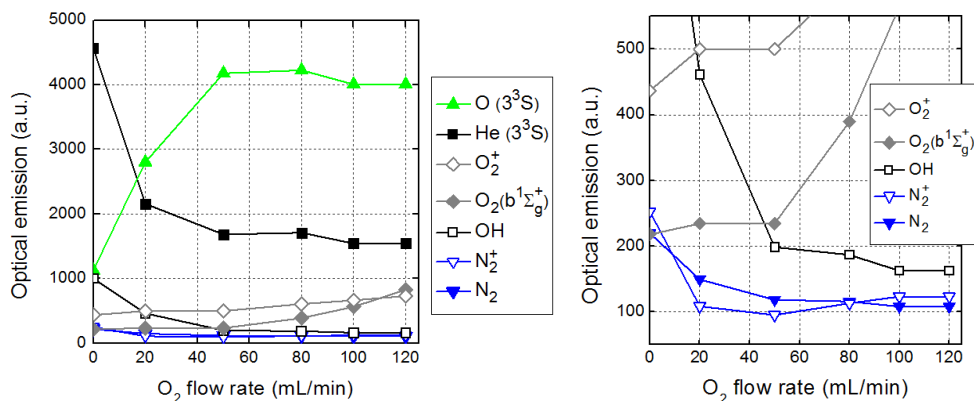 Optical emission (a.u.)
5000
4000
3000
2000
1000
0
0 20 40 60 80 100 120
O₂ flow rate (mL/min)
O (3³S)
He (3³S)
O₂⁺
O₂(b¹Σg⁺)
OH
N₂⁺
N₂
Optical emission (a.u.)
500
400
300
200
100
0 20 40 60 80 100 120
O₂ flow rate (mL/min)
O₂⁺
O₂(b¹Σg⁺)
OH
N₂⁺
N₂